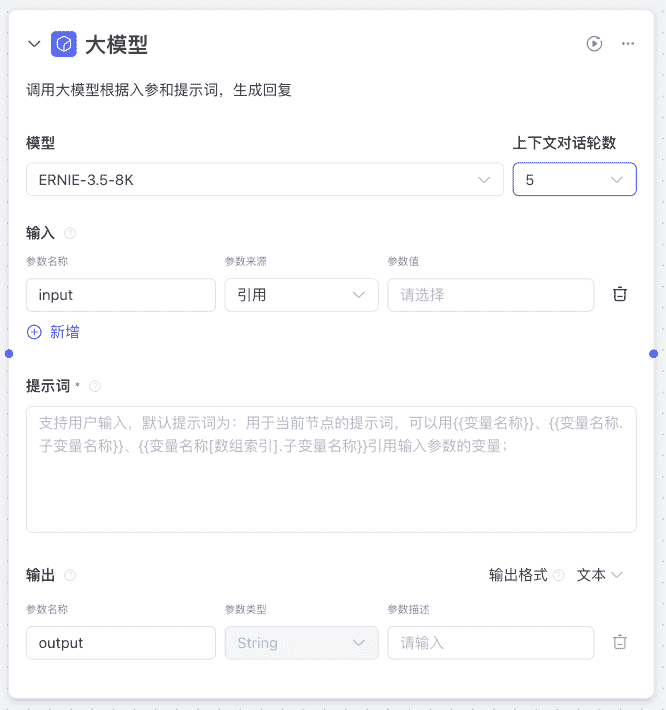 大模型
调用大模型根据入参和提示词，生成回复
模型
上下文对话轮数
ERNIE-3.5-8K
5
输入
参数名称
参数来源
参数值
input
引用
请选择
新增
提示词 *
支持用户输入，默认提示词为：用于当前节点的提示词，可以用{{变量名称}}、{{变量名称.
子变量名称}}、{{变量名称[数组索引].子变量名称}}引用输入参数的变量；
输出
输出格式
文本
参数名称
参数类型
参数描述
output
String
请输入